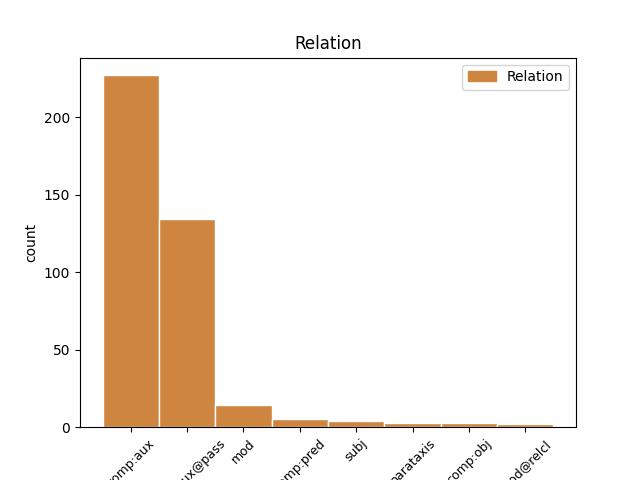 Relation
Relation
count
200
150
100
50
0
omp:aux
ux@pass
mod
mp:pred
subj
parataxis
comp:obj
od@relcl